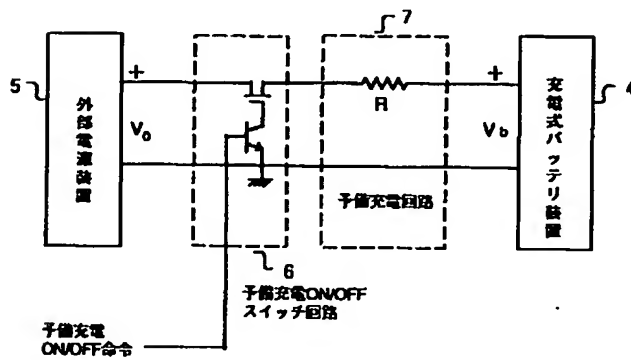 7
5
外部電源装置
+
V₀
R
+
Vb
充電式バッテリ装置
4
予備充電回路
6
予備充電ON/OFF
スイッチ回路
予備充電
ON/OFF命令